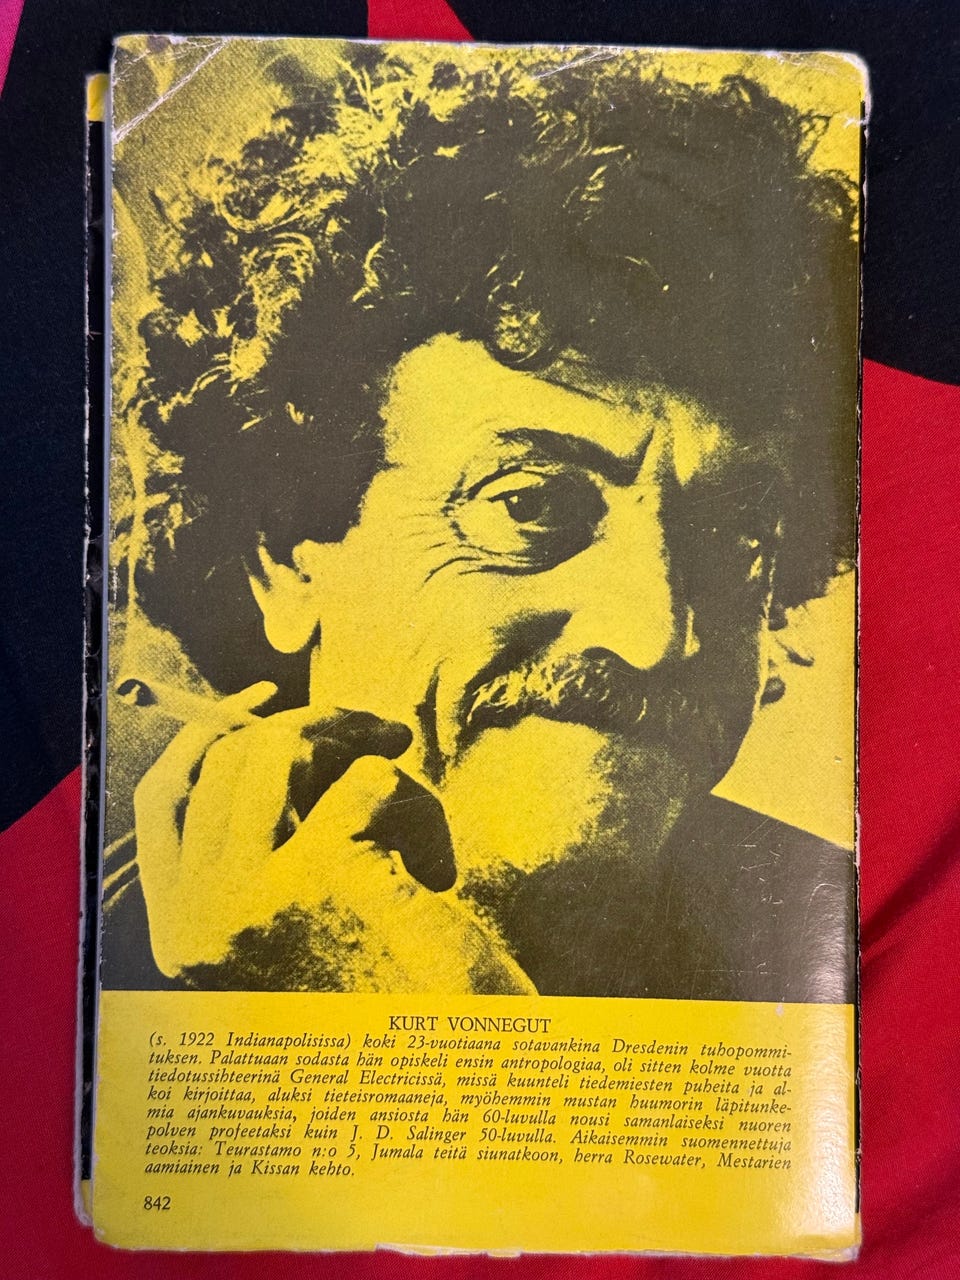 KURT VONNEGUT
(s. 1922 Indianapolisissa) koki 23-vuotiaana sotavankina Dresdenin tuhopommi-
tuksen. Palattuaan sodasta hän opiskeli ensin antropologiaa, oli sitten kolme vuotta
tiedotussihteerinä General Electricissä, missä kuunteli tiedemiesten puheita ja al-
koi kirjoittaa, aluksi tieteisromaaneja, myöhemmin mustan huumorin läpitunke-
mia ajankuvauksia, joiden ansiosta hän 60-luvulla nousi samanlaiseksi nuoren
polven profeetaksi kuin J. D. Salinger 50-luvulla. Aikaisemmin suomennettuja
teoksia: Teurastamo n:o 5, Jumala teitä siunatkoon, herra Rosewater, Mestarien
aamiainen ja Kissan kehto.
842